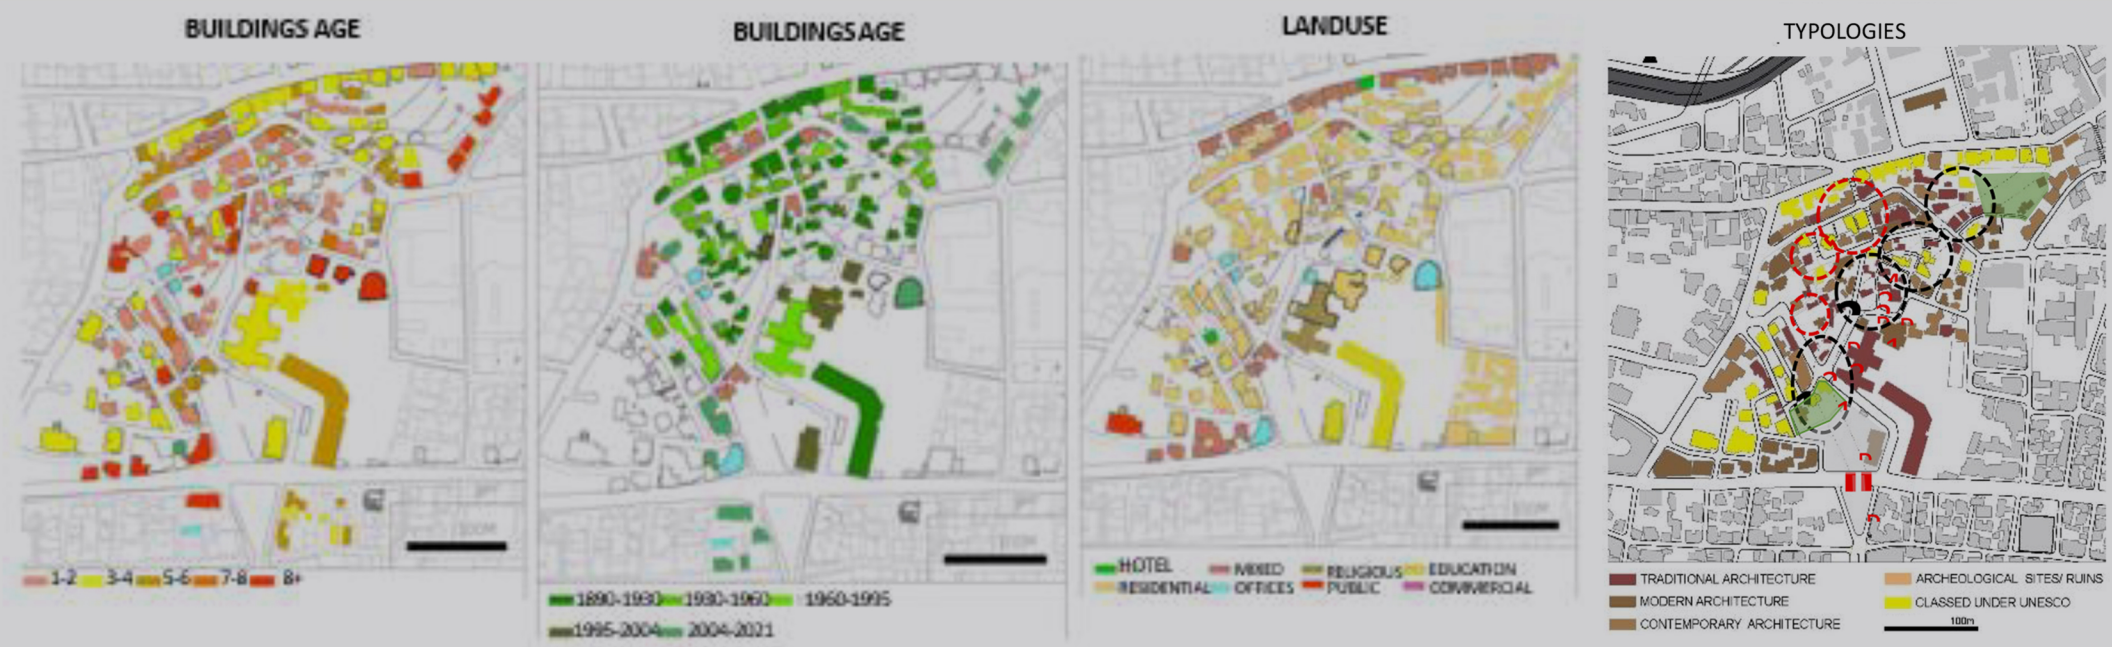 BUILDINGS AGE
1-2 3-4 5-6 7-8 8+
BUILDINGS AGE
1890-1930 1930-1960 1960-1995
1995-2004 2004-2021
LANDUSE
HOTEL MIXED RELIGIOUS EDUCATION
RESIDENTIAL OFFICES PUBLIC COMMERCIAL
TYPOLOGIES
TRADITIONAL ARCHITECTURE
MODERN ARCHITECTURE
CONTEMPORARY ARCHITECTURE
ARCHEOLOGICAL SITES/ RUINS
CLASSED UNDER UNESCO
100m